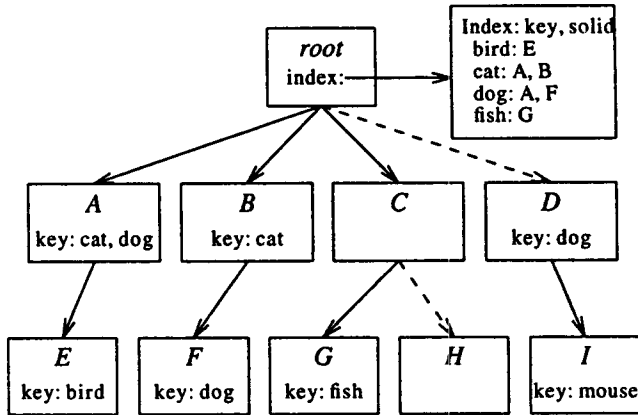 root
index:
Index: key, solid
bird: E
cat: A, B
dog: A, F
fish: G
A
key: cat, dog
B
key: cat
C
D
key: dog
E
key: bird
F
key: dog
G
key: fish
H
I
key: mouse